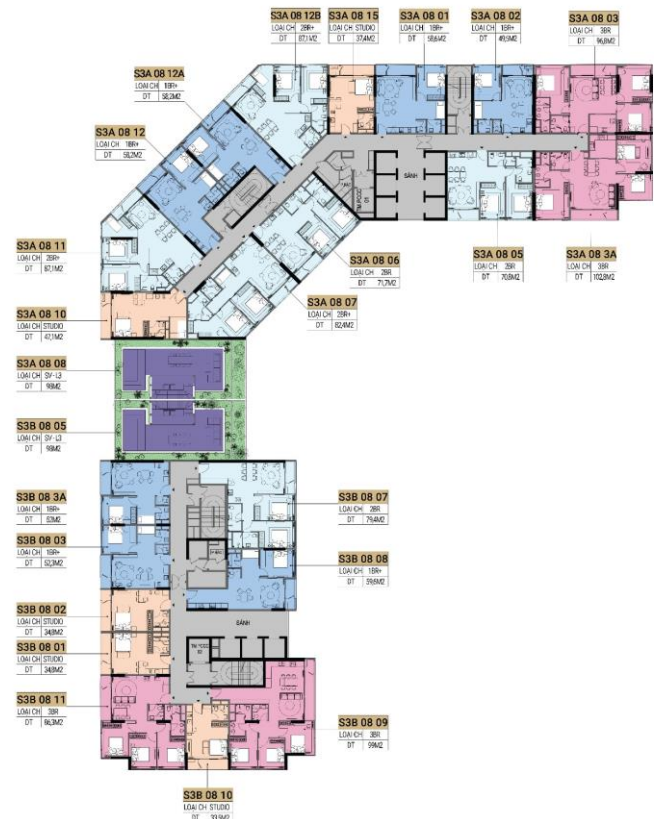 S3A 08 12B
LOẠI CH 2BR+
DT 87,1M2
S3A 08 15
LOẠI CH STUDIO
DT 37,4M2
S3A 08 01
LOẠI CH 1BR+
DT 58,6M2
S3A 08 02
LOẠI CH 1BR+
DT 49,9M2
S3A 08 03
LOẠI CH 3BR
DT 96,8M2
S3A 08 12A
LOẠI CH 1BR+
DT 58,2M2
S3A 08 12
LOẠI CH 1BR+
DT 58,2M2
SẢNH
TM PCCC
01
S3A 08 11
LOẠI CH 2BR+
DT 87,1M2
S3A 08 06
LOẠI CH 2BR
DT 71,7M2
S3A 08 05
LOẠI CH 2BR
DT 70,8M2
S3A 08 3A
LOẠI CH 3BR
DT 102,8M2
S3A 08 10
LOẠI CH STUDIO
DT 47,1M2
S3A 08 07
LOẠI CH 2BR+
DT 82,4M2
S3A 08 08
LOẠI CH SV-L3
DT 98M2
S3B 08 05
LOẠI CH SV-L3
DT 98M2
S3B 08 3A
LOẠI CH 1BR+
DT 52M2
S3B 08 07
LOẠI CH 2BR
DT 79,4M2
S3B 08 03
LOẠI CH 1BR+
DT 52,3M2
S3B 08 08
LOẠI CH 1BR+
DT 59,6M2
S3B 08 02
LOẠI CH STUDIO
DT 34,8M2
SẢNH
S3B 08 01
LOẠI CH STUDIO
DT 34,8M2
TM PCCC
S3B 08 11
LOẠI CH 3BR
DT 86,3M2
S3B 08 09
LOẠI CH 3BR
DT 99M2
S3B 08 10
LOẠI CH STUDIO
DT 33,9M2